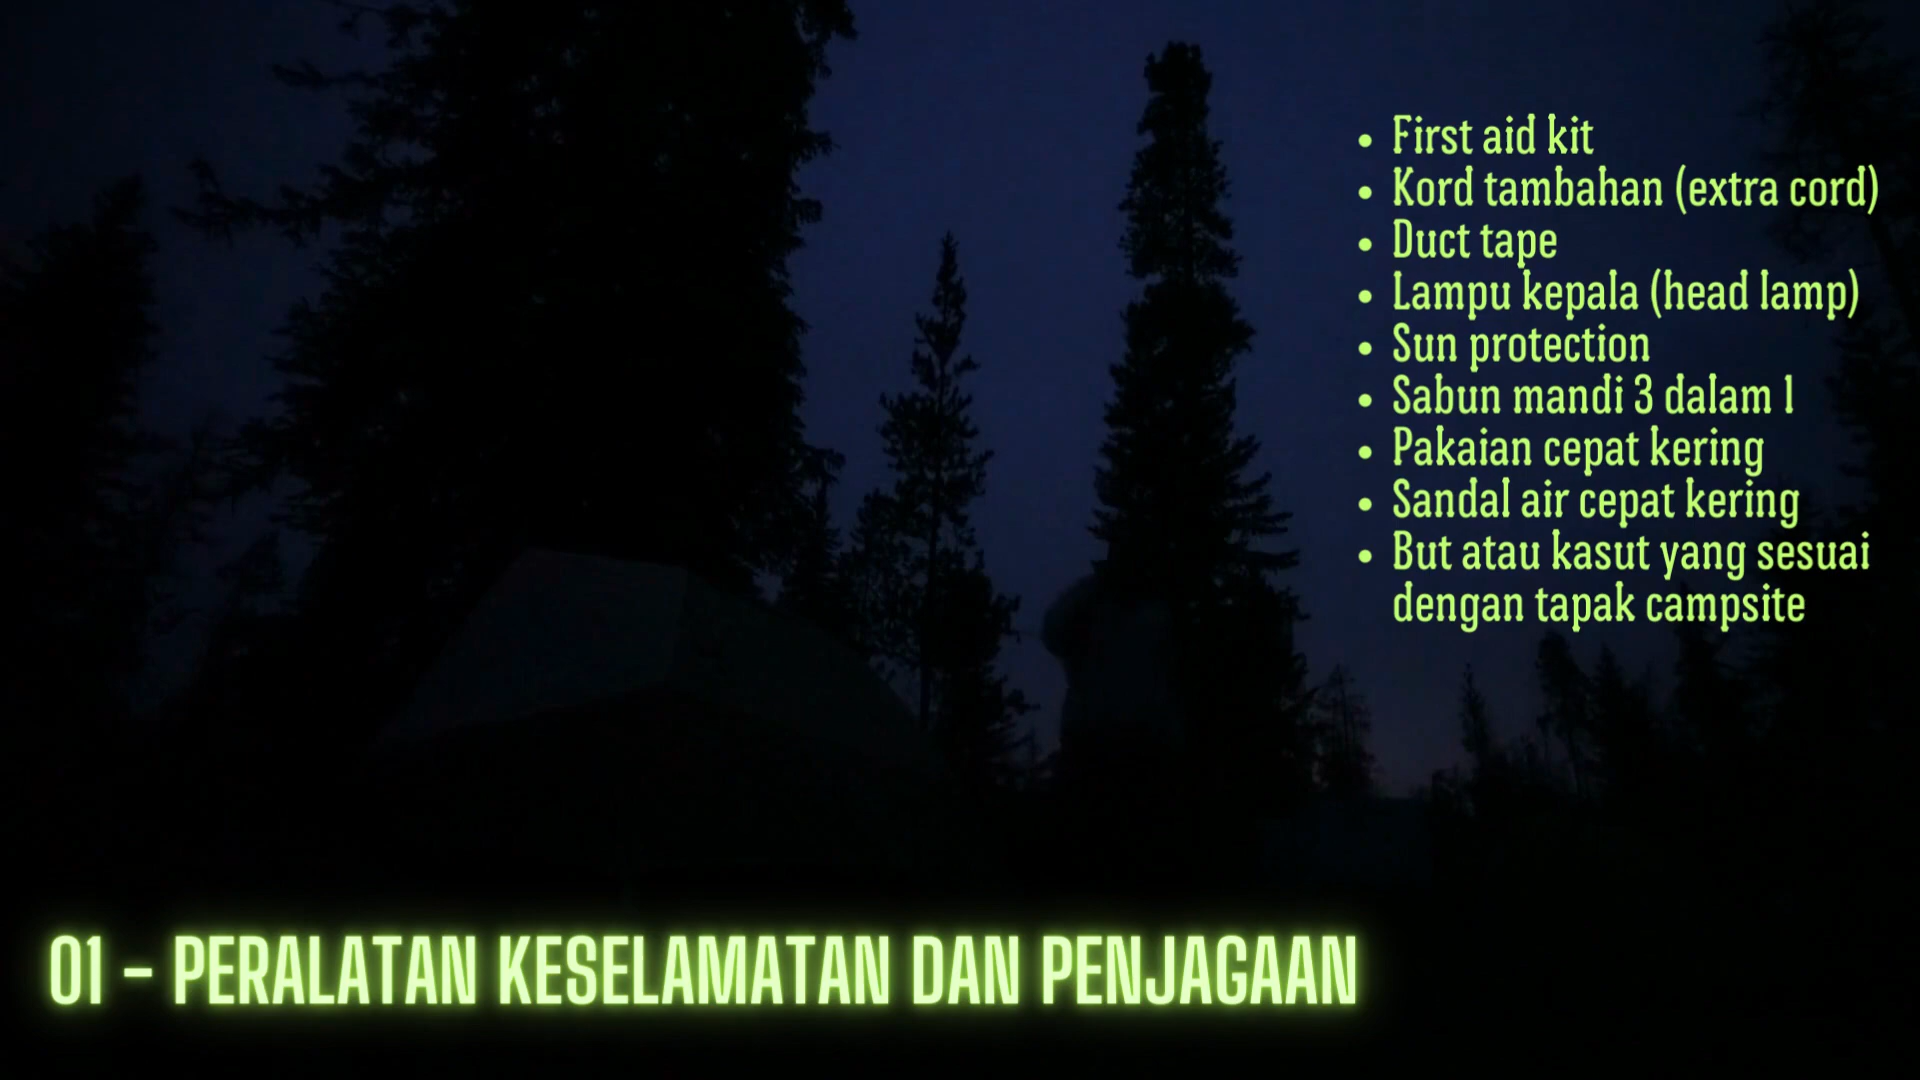 First aid kit
Kord tambahan (extra cord)
Duct tape
Lampu kepala (head lamp)
Sun protection
Sabun mandi 3 dalam 1
Pakaian cepat kering
Sandal air cepat kering
But atau kasut yang sesuai
dengan tapak campsite
01 - PERALATAN KESELAMATAN DAN PENJAGAAN